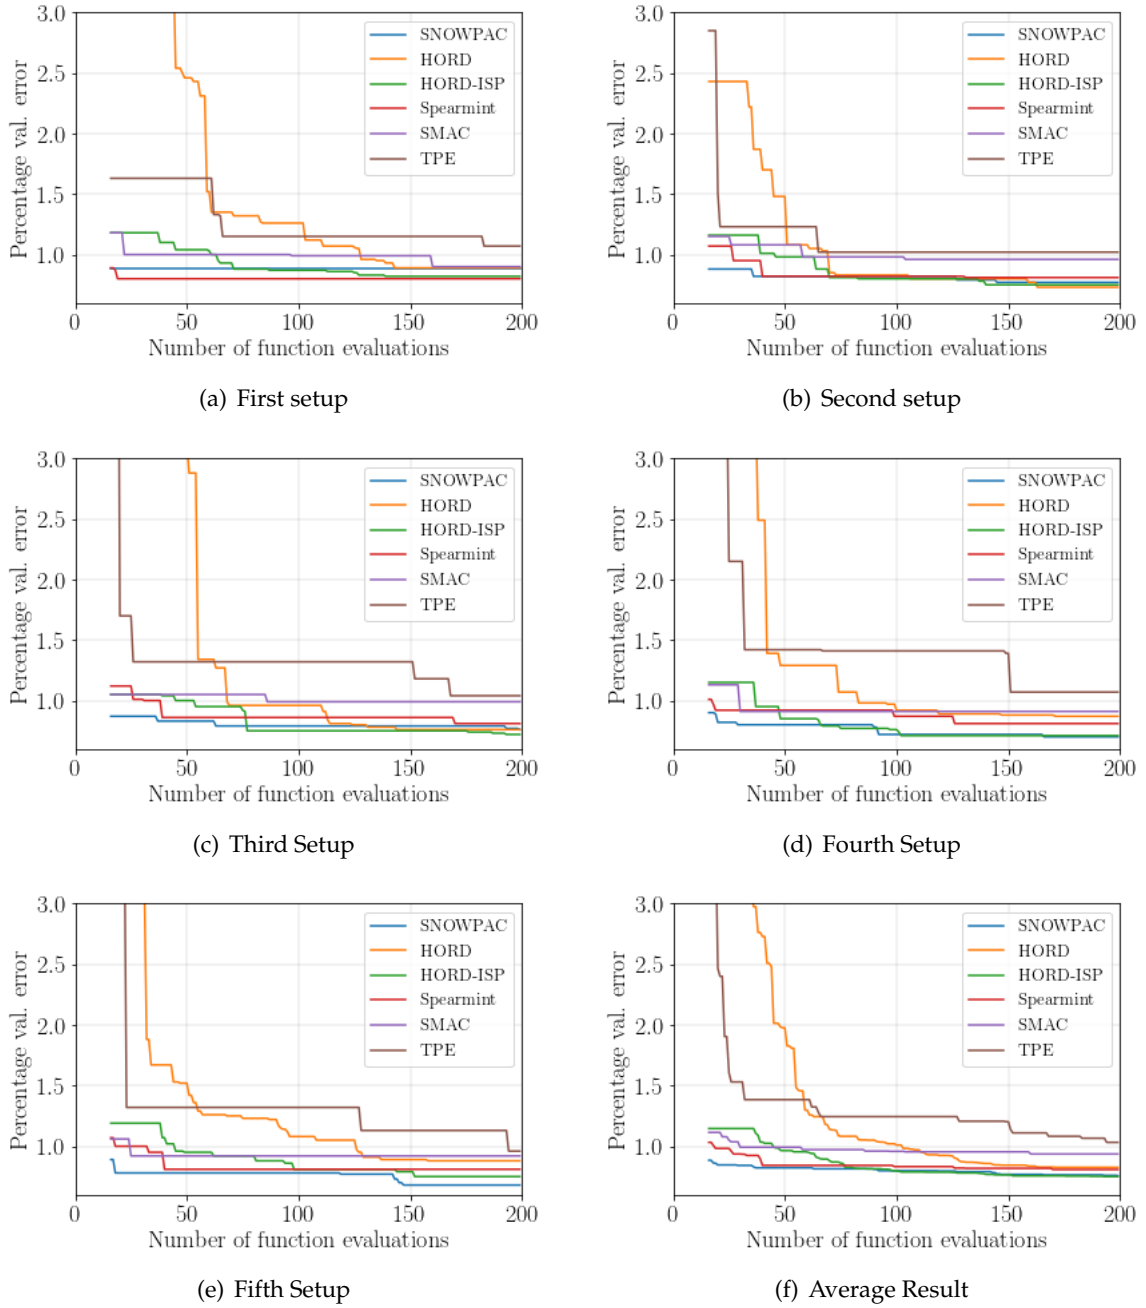 3.0
2.5
2.0
1.5
1.0
Percentage val. error
0 50 100 150 200
Number of function evaluations
SNOWPAC
HORD
HORD-ISP
Spearmint
SMAC
TPE
(a) First setup
3.0
2.5
2.0
1.5
1.0
Percentage val. error
0 50 100 150 200
Number of function evaluations
SNOWPAC
HORD
HORD-ISP
Spearmint
SMAC
TPE
(b) Second setup
3.0
2.5
2.0
1.5
1.0
Percentage val. error
0 50 100 150 200
Number of function evaluations
SNOWPAC
HORD
HORD-ISP
Spearmint
SMAC
TPE
(c) Third Setup
3.0
2.5
2.0
1.5
1.0
Percentage val. error
0 50 100 150 200
Number of function evaluations
SNOWPAC
HORD
HORD-ISP
Spearmint
SMAC
TPE
(d) Fourth Setup
3.0
2.5
2.0
1.5
1.0
Percentage val. error
0 50 100 150 200
Number of function evaluations
SNOWPAC
HORD
HORD-ISP
Spearmint
SMAC
TPE
(e) Fifth Setup
3.0
2.5
2.0
1.5
1.0
Percentage val. error
0 50 100 150 200
Number of function evaluations
SNOWPAC
HORD
HORD-ISP
Spearmint
SMAC
TPE
(f) Average Result